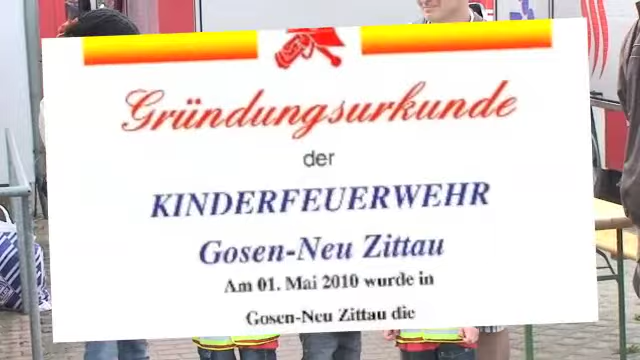 Gründungsurkunde
der
KINDERFEUERWEHR
Gosen-Neu Zittau
Am 01. Mai 2010 wurde in
Gosen-Neu Zittau die